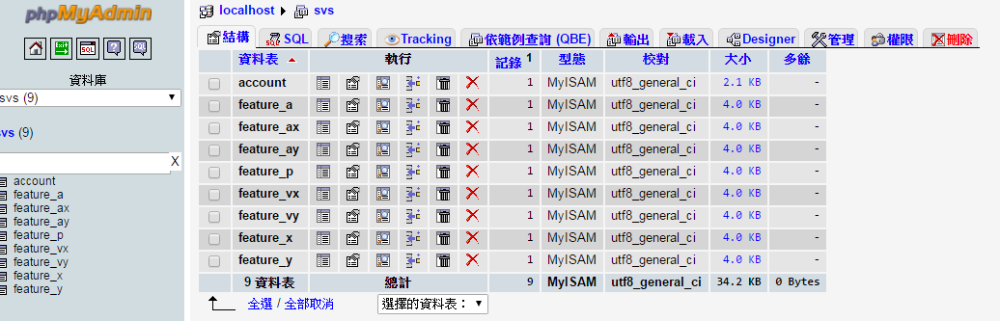 phpMyAdmin
Exit SQL ? SQL
資料庫
svs (9)
svs (9)
X
account
feature_a
feature_ax
feature_ay
feature_p
feature_vx
feature_vy
feature_x
feature_y
localhost svs
結構 SQL 搜索 Tracking 依範例查詢 (QBE) 輸出 載入 Designer 管理 權限 刪除
資料表 執行 記錄 1 型態 校對 大小 多餘
account 1 MyISAM utf8_general_ci 2.1 KB -
feature_a 1 MyISAM utf8_general_ci 4.0 KB -
feature_ax 1 MyISAM utf8_general_ci 4.0 KB -
feature_ay 1 MyISAM utf8_general_ci 4.0 KB -
feature_p 1 MyISAM utf8_general_ci 4.0 KB -
feature_vx 1 MyISAM utf8_general_ci 4.0 KB -
feature_vy 1 MyISAM utf8_general_ci 4.0 KB -
feature_x 1 MyISAM utf8_general_ci 4.0 KB -
feature_y 1 MyISAM utf8_general_ci 4.0 KB -
9 資料表 總計 9 MyISAM utf8_general_ci 34.2 KB 0 Bytes
全選 / 全部取消 選擇的資料表：